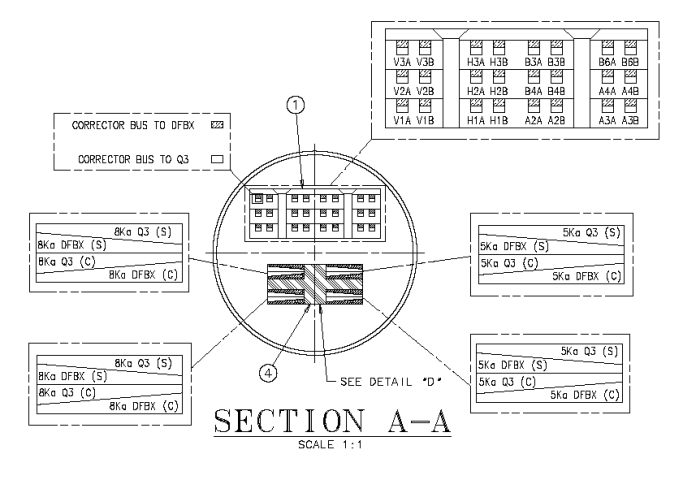 V3A V3B H3A H3B B3A B3B B6A B6B
V2A V2B H2A H2B B4A B4B A4A A4B
V1A V1B H1A H1B A2A A2B A3A A3B
1
CORRECTOR BUS TO DFBX
CORRECTOR BUS TO Q3
8Ka Q3 (S)
8Ka DFBX (S)
8Ka Q3 (C)
8Ka DFBX (C)
5Ka Q3 (S)
5Ka DFBX (S)
5Ka Q3 (C)
5Ka DFBX (C)
8Ka Q3 (S)
8Ka DFBX (S)
8Ka Q3 (C)
8Ka DFBX (C)
5Ka Q3 (S)
5Ka DFBX (S)
5Ka Q3 (C)
5Ka DFBX (C)
4
SEE DETAIL "D"
SECTION A-A
SCALE 1:1